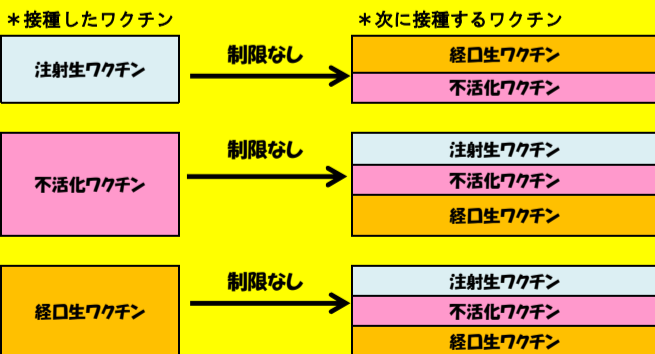 ＊接種したワクチン
＊次に接種するワクチン
注射生ワクチン
制限なし
経口生ワクチン
不活化ワクチン
不活化ワクチン
制限なし
注射生ワクチン
不活化ワクチン
経口生ワクチン
経口生ワクチン
制限なし
注射生ワクチン
不活化ワクチン
経口生ワクチン